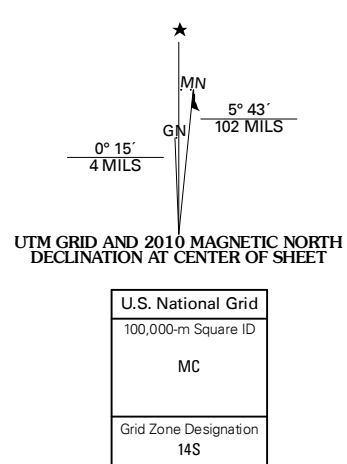 ★
MN
5° 43´
102 MILS
GN
0° 15´
4 MILS
UTM GRID AND 2010 MAGNETIC NORTH
DECLINATION AT CENTER OF SHEET
U.S. National Grid
100,000-m Square ID
MC
Grid Zone Designation
14S